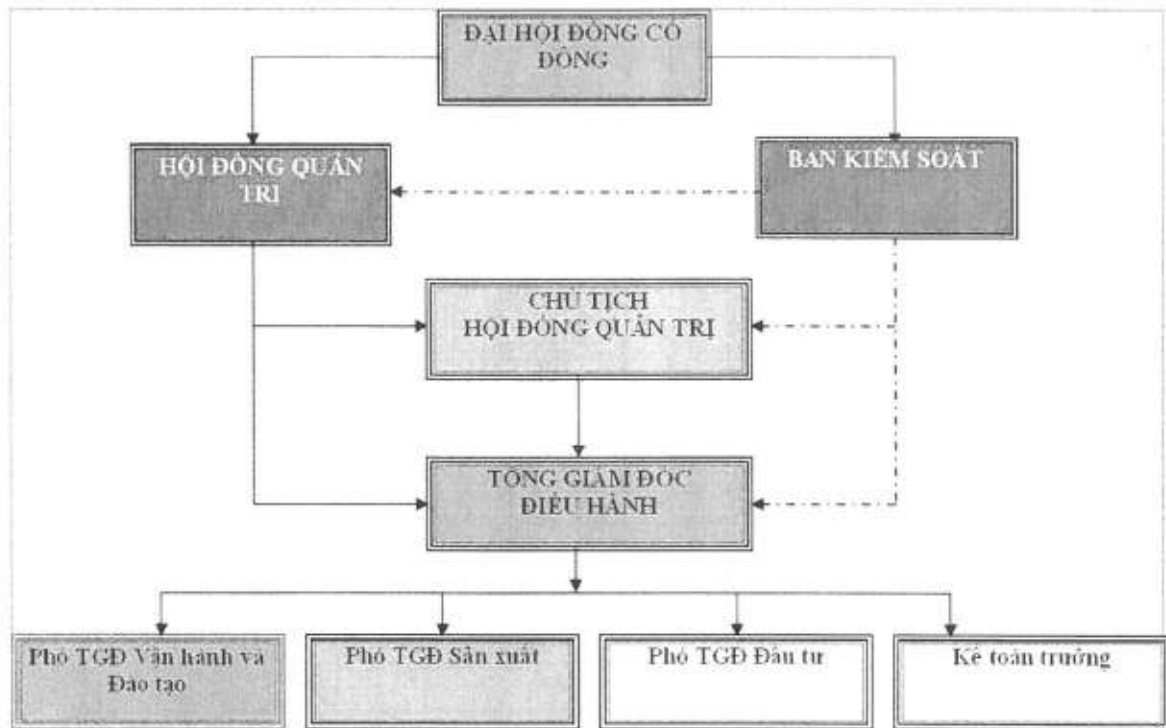 ĐẠI HỘI ĐỒNG CỔ
ĐÔNG
HỘI ĐỒNG QUẢN
TRỊ
BAN KIỂM SOÁT
CHỦ TỊCH
HỘI ĐỒNG QUẢN TRỊ
TỔNG GIÁM ĐỐC
ĐIỀU HÀNH
Phó TGĐ Vận hành và
Đào tạo
Phó TGĐ Sản xuất
Phó TGĐ Đầu tư
Kế toán trưởng